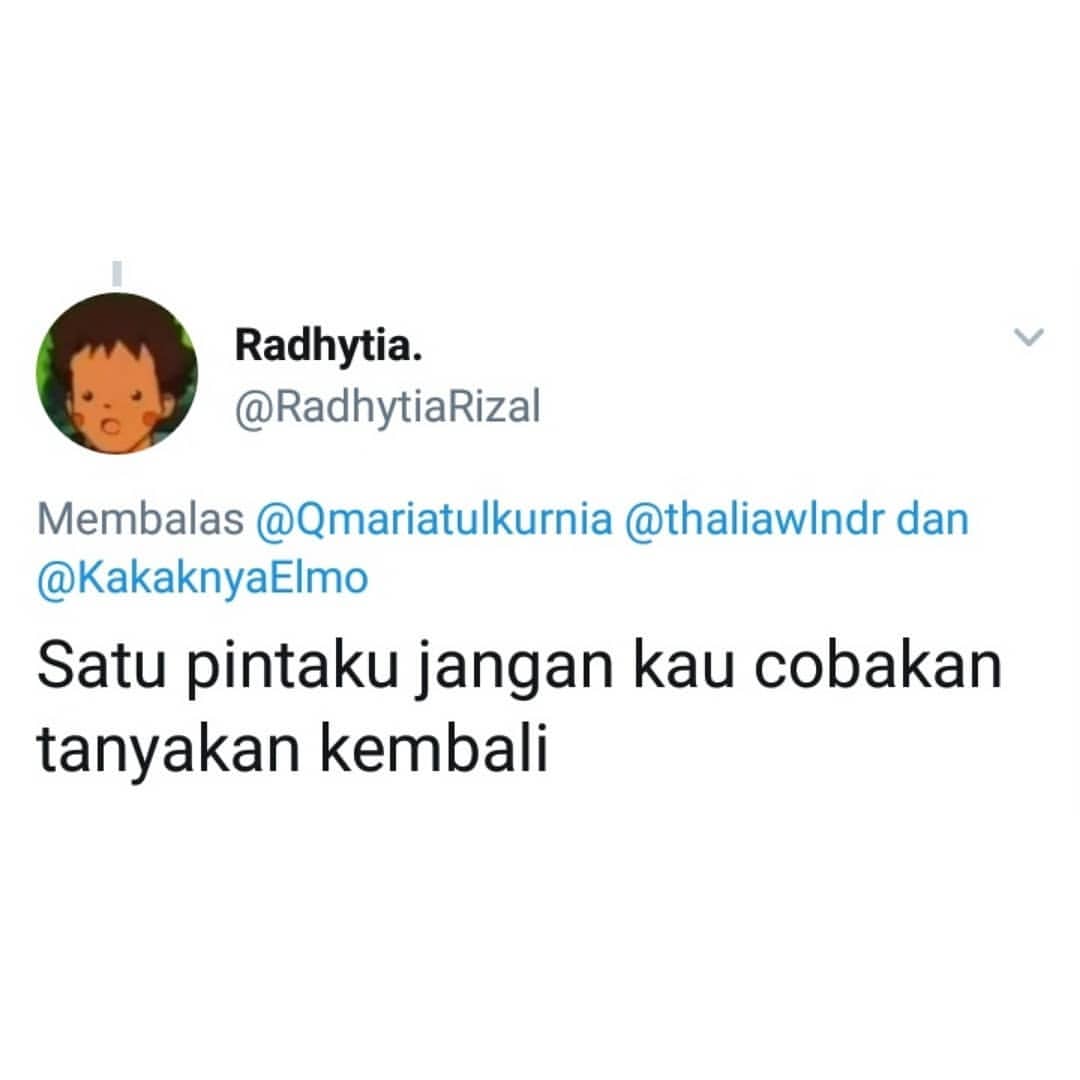 Radhytia.
@RadhytiaRizal
Membalas @Qmariatulkurnia @thaliawlndr dan
@KakaknyaElmo
Satu pintaku jangan kau cobakan
tanyakan kembali